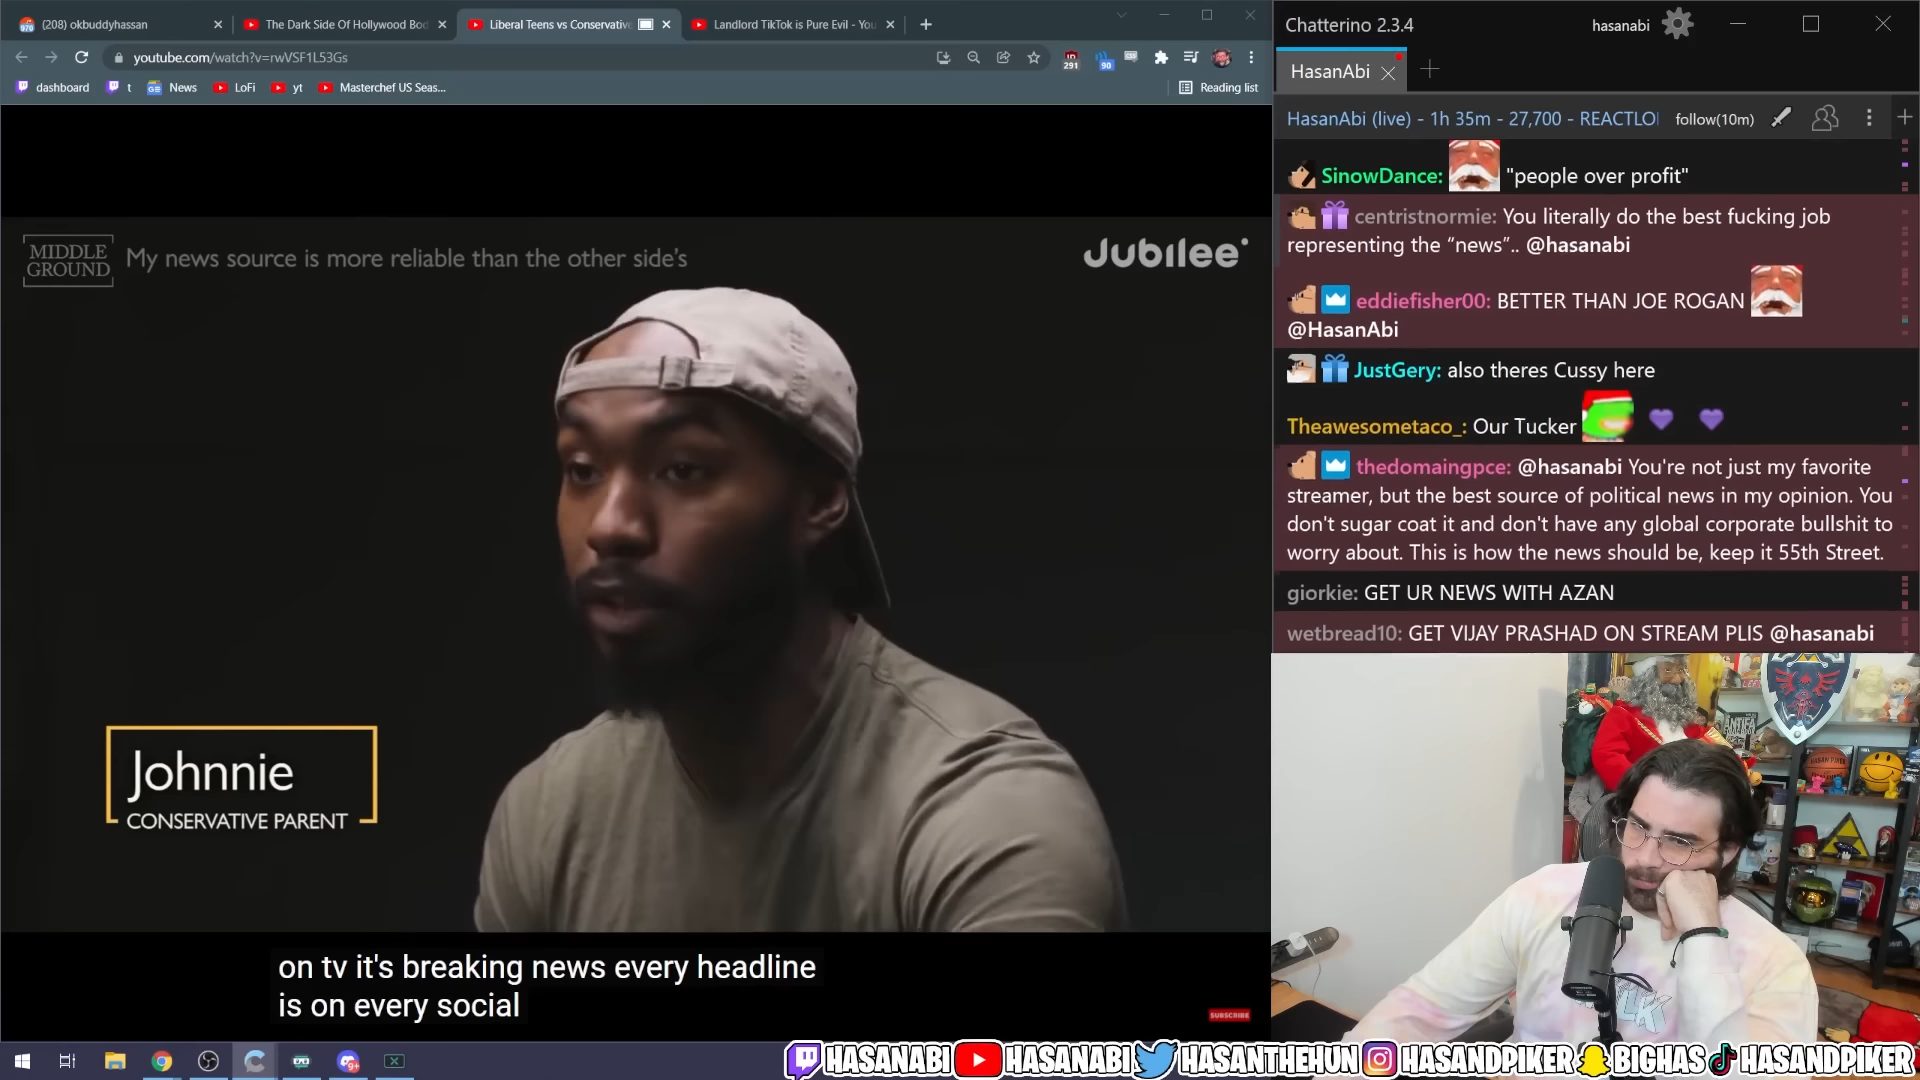 (208) okbuddyhassan
The Dark Side Of Hollywood Bod
Liberal Teens vs Conservative
Landlord TikTok is Pure Evil - You
youtube.com/watch?v=rwVSF1L53Gs
291
90
dashboard
t
News
LoFi
yt
Masterchef US Seas...
Reading list
MIDDLE
GROUND
My news source is more reliable than the other side's
Jubilee
Johnnie
CONSERVATIVE PARENT
on tv it's breaking news every headline
is on every social
SUBSCRIBE
Chatterino 2.3.4
hasanabi
HasanAbi
HasanAbi (live) - 1h 35m - 27,700 - REACTLO
follow(10m)
SinowDance: "people over profit"
centristnormie: You literally do the best fucking job
representing the “news”.. @hasanabi
eddiefisher00: BETTER THAN JOE ROGAN
@HasanAbi
JustGery: also theres Cussy here
Theawesometaco_: Our Tucker
thedomaingpce: @hasanabi You're not just my favorite
streamer, but the best source of political news in my opinion. You
don't sugar coat it and don't have any global corporate bullshit to
worry about. This is how the news should be, keep it 55th Street.
giorkie: GET UR NEWS WITH AZAN
wetbread10: GET VIJAY PRASHAD ON STREAM PLIS @hasanabi
ANTIFA
HASAN PIKER
HASANABI
HASANABI
HASANTHEHUN
HASANDPIKER
BIGHAS
HASANDPIKER